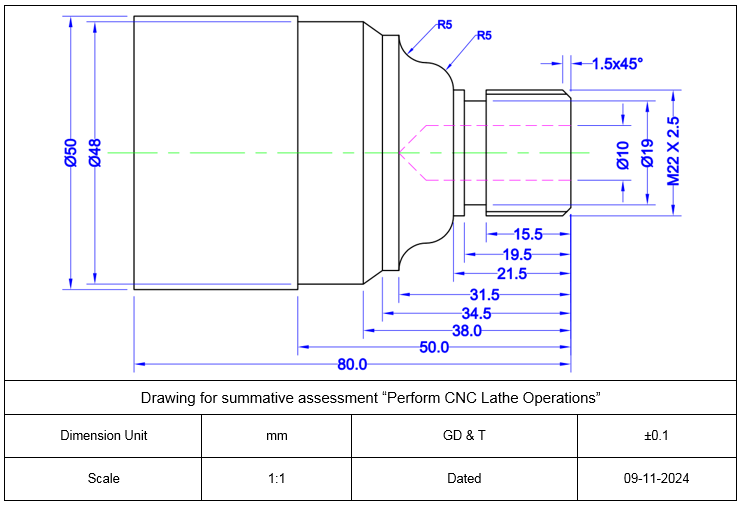 R5
R5
1.5x45°
Ø50
Ø48
Ø10
Ø19
M22 X 2.5
15.5
19.5
21.5
31.5
34.5
38.0
50.0
80.0
Drawing for summative assessment “Perform CNC Lathe Operations”
Dimension Unit mm GD & T ±0.1
Scale 1:1 Dated 09-11-2024